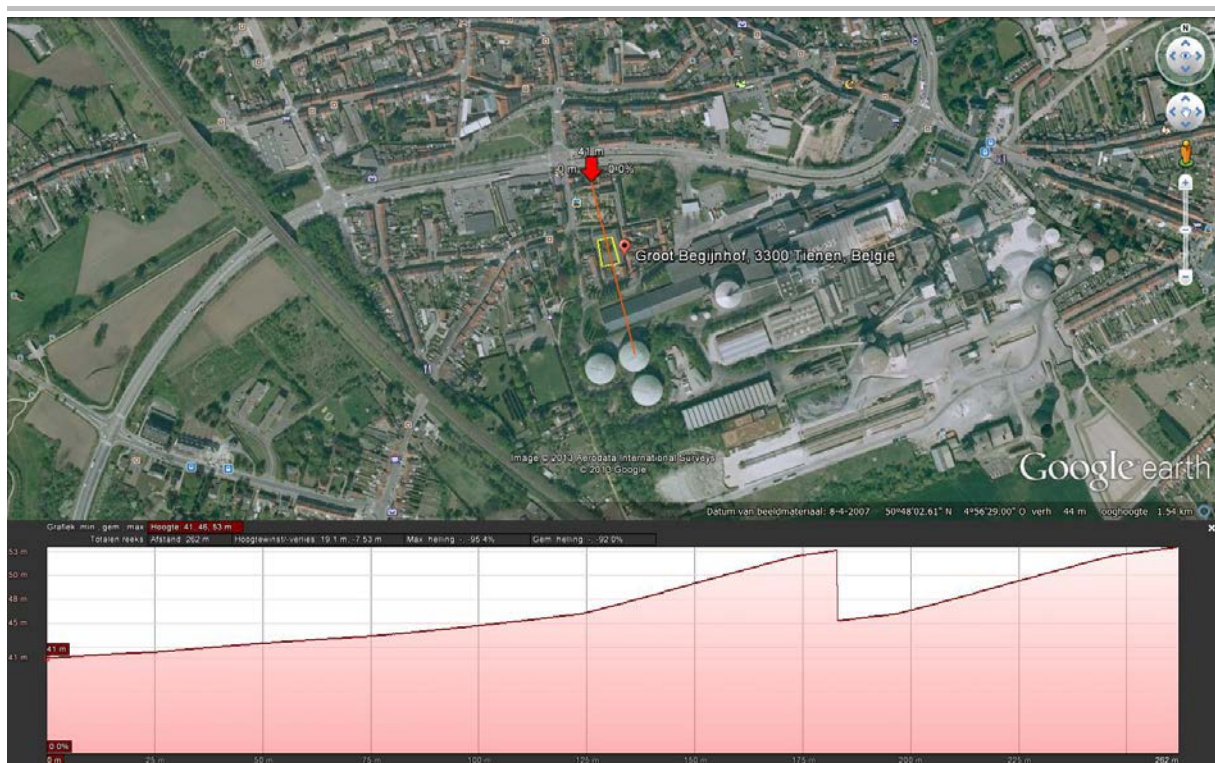 N
41 m
0 m 0.0%
Groot Begijnhof, 3300 Tienen, België
Image © 2013 Aerodata International Surveys
© 2013 Google
Google earth
Datum van beeldmateriaal: 8-4-2007 50°48'02.61" N 4°56'29.00" O verh 44 m ooghoogte 1.54 km
Grafiek min., gem., max Hoogte 41, 46, 53 m
Totalen reeks Afstand 262 m Hoogtewinst/-verlies: 19.1 m, -7.53 m Max. helling -, -95.4% Gem. helling -, -92.0%
53 m
50 m
48 m
45 m
41 m
41 m
0.0%
0 m 25 m 50 m 75 m 100 m 125 m 150 m 175 m 200 m 225 m 262 m